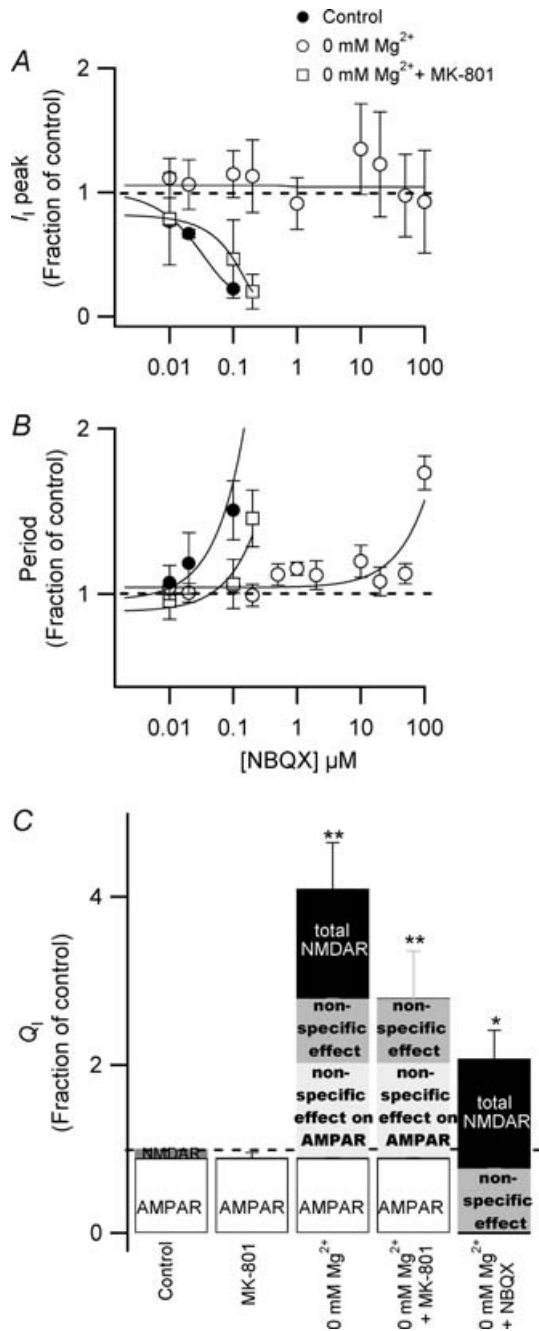 Control
0 mM Mg2+
0 mM Mg2+ + MK-801
A
2
1
0
II peak
(Fraction of control)
0.01 0.1 1 10 100
B
2
1
Period
(Fraction of control)
0.01 0.1 1 10 100
[NBQX] µM
C
4
2
0
QI
(Fraction of control)
**
**
*
total
NMDAR
non-
specific
effect
non-
specific
effect on
AMPAR
AMPAR
non-
specific
effect
non-
specific
effect on
AMPAR
AMPAR
total
NMDAR
non-
specific
effect
NMDAR
AMPAR
AMPAR
Control
MK-801
0 mM Mg2+
0 mM Mg2+
+ MK-801
0 mM Mg2+
+ NBQX